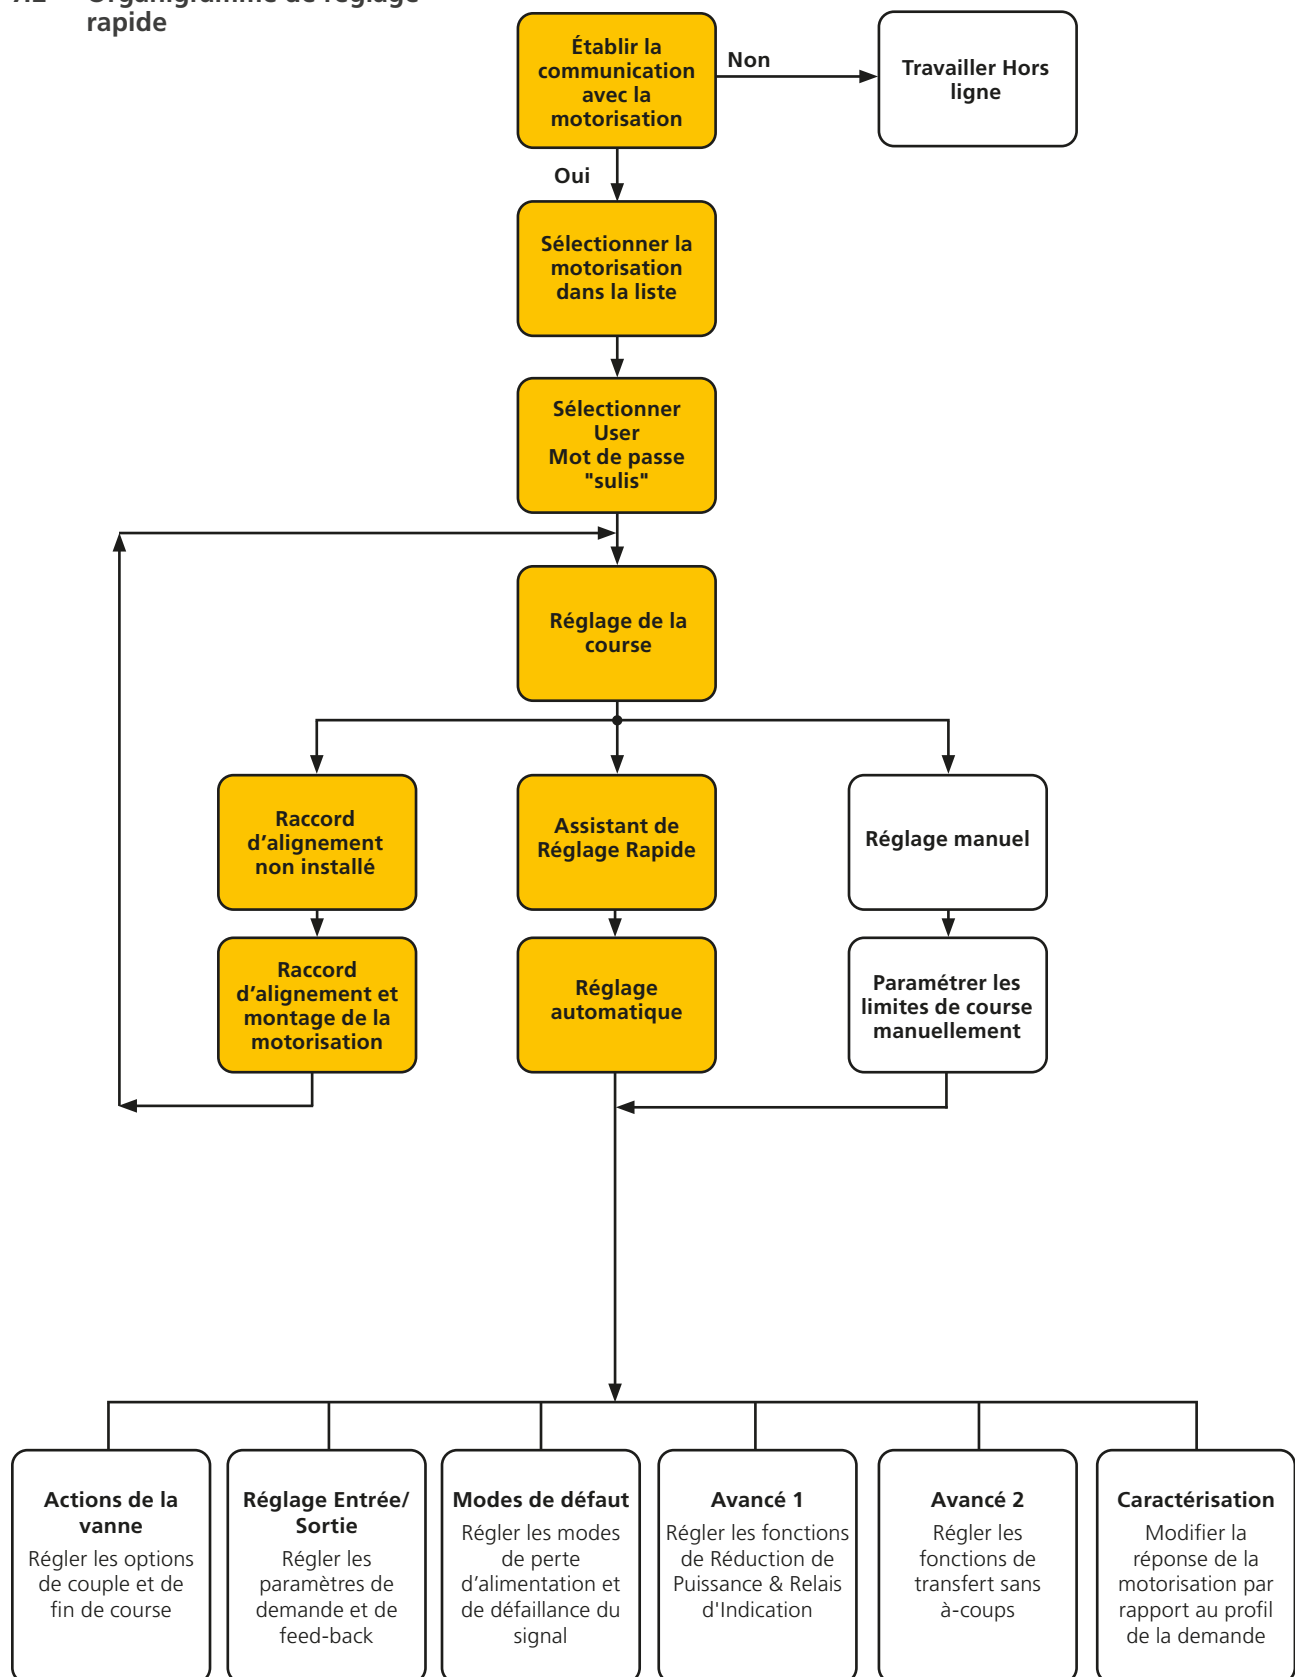 Organigramme de réglage
rapide
Établir la
communication
avec la
motorisation
Non
Travailler Hors
ligne
Oui
Sélectionner la
motorisation
dans la liste
Sélectionner
User
Mot de passe
"sulis"
Réglage de la
course
Raccord
d’alignement
non installé
Assistant de
Réglage Rapide
Réglage manuel
Raccord
d’alignement et
montage de la
motorisation
Réglage
automatique
Paramétrer les
limites de course
manuellement
Actions de la
vanne
Régler les options
de couple et de
fin de course
Réglage Entrée/
Sortie
Régler les
paramètres de
demande et de
feed-back
Modes de défaut
Régler les modes
de perte
d’alimentation et
de défaillance du
signal
Avancé 1
Régler les fonctions
de Réduction de
Puissance & Relais
d'Indication
Avancé 2
Régler les
fonctions de
transfert sans
à-coups
Caractérisation
Modifier la
réponse de la
motorisation par
rapport au profil
de la demande